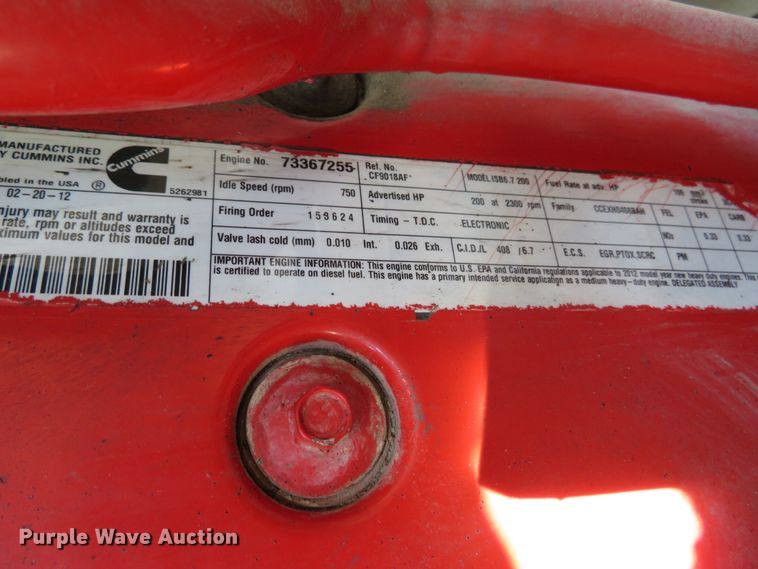 MANUFACTURED
Y CUMMINS INC.
Cummins
bled in the USA ®
5262981
02-20-12
njury may result and warranty is
rate, rpm or altitudes exceed
ximum values for this model and
Engine No. 73367255
Ref. No.
CF9018AF
MODEL ISB6.7 200
Fuel Rate at adv. HP
Idle Speed (rpm) 750
Advertised HP 200 at 2300 rpm
Family
FEL EPA CARB
Firing Order 153624
Timing - T.D.C. ELECTRONIC
NOx 0.33 0.33
Valve lash cold (mm) 0.010 Int. 0.026 Exh.
C.I.D./L 408 / 6.7
E.C.S. EGR,PTOX,SCRC
PM
IMPORTANT ENGINE INFORMATION: This engine conforms to U.S. EPA and California regulations applicable to 2012 model year new heavy duty engines. This
is certified to operate on diesel fuel. This engine has a primary intended service application as a medium heavy-duty engine. DELEGATED ASSEMBLY
Purple Wave Auction